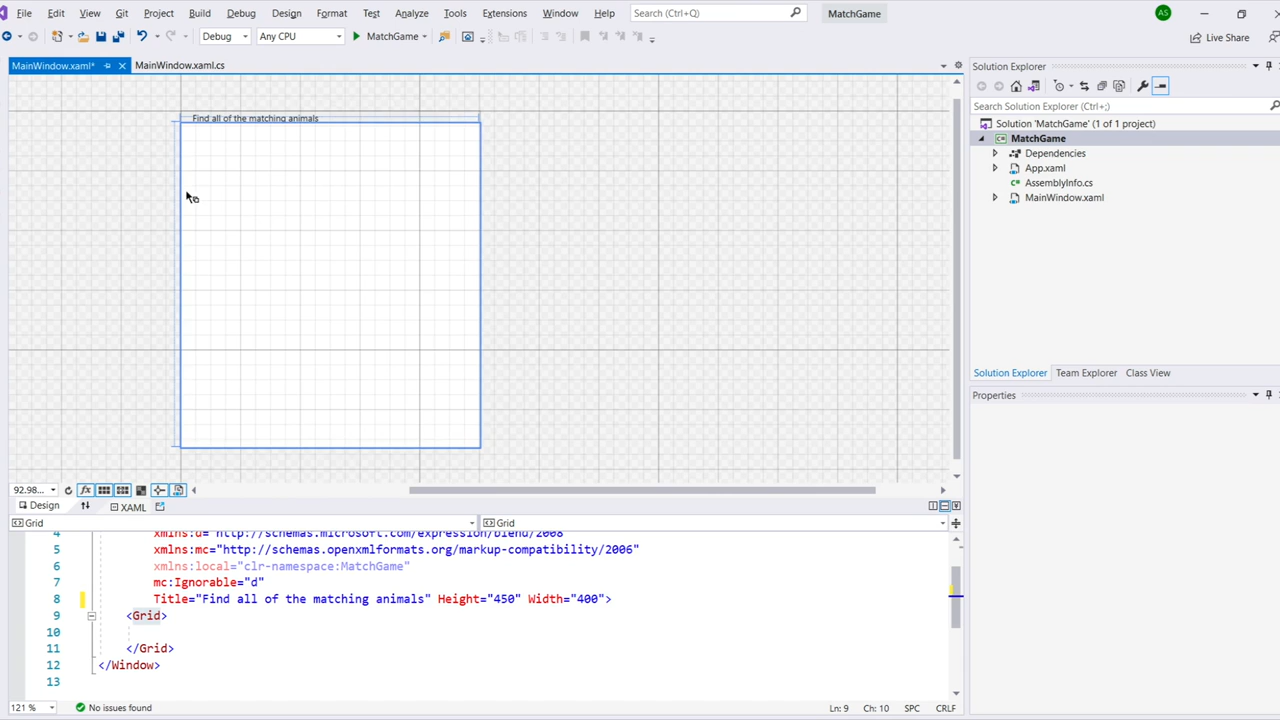 File Edit View Git Project Build Debug Design Format Test Analyze Tools Extensions Window Help Search (Ctrl+Q) MatchGame AS
Debug Any CPU MatchGame Live Share
MainWindow.xaml* MainWindow.xaml.cs
Find all of the matching animals
92.98...
Design XAML
Grid Grid
4 xmlns:d="http://schemas.microsoft.com/expression/blend/2008"
5 xmlns:mc="http://schemas.openxmlformats.org/markup-compatibility/2006"
6 xmlns:local="clr-namespace:MatchGame"
7 mc:Ignorable="d"
8 Title="Find all of the matching animals" Height="450" Width="400">
9 <Grid>
10
11 </Grid>
12 </Window>
13
121 % No issues found Ln: 9 Ch: 10 SPC CRLF
Solution Explorer
Search Solution Explorer (Ctrl+;)
Solution 'MatchGame' (1 of 1 project)
MatchGame
Dependencies
App.xaml
AssemblyInfo.cs
MainWindow.xaml
Solution Explorer Team Explorer Class View
Properties